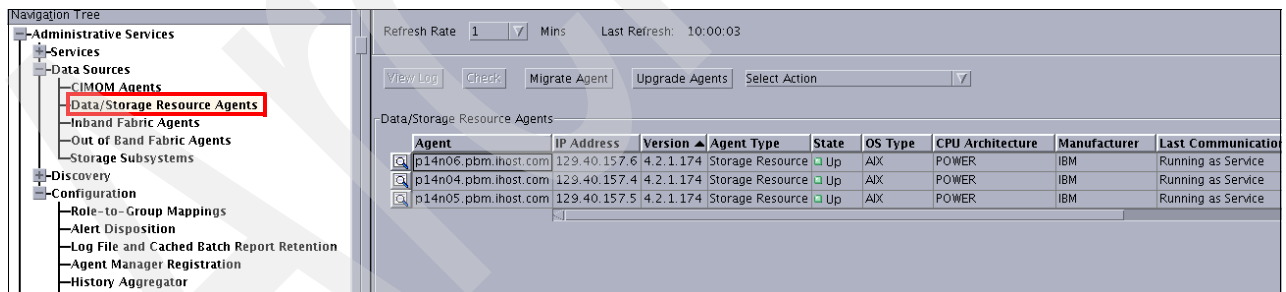 Navigation Tree
Administrative Services
Services
Data Sources
CIMOM Agents
Data/Storage Resource Agents
Inband Fabric Agents
Out of Band Fabric Agents
Storage Subsystems
Discovery
Configuration
Role-to-Group Mappings
Alert Disposition
Log File and Cached Batch Report Retention
Agent Manager Registration
History Aggregator
Refresh Rate 1 Mins Last Refresh: 10:00:03
View Log Check Migrate Agent Upgrade Agents Select Action
Data/Storage Resource Agents
Agent IP Address Version Agent Type State OS Type CPU Architecture Manufacturer Last Communication
p14n06.pbm.ihost.com 129.40.157.6 4.2.1.174 Storage Resource Up AIX POWER IBM Running as Service
p14n04.pbm.ihost.com 129.40.157.4 4.2.1.174 Storage Resource Up AIX POWER IBM Running as Service
p14n05.pbm.ihost.com 129.40.157.5 4.2.1.174 Storage Resource Up AIX POWER IBM Running as Service